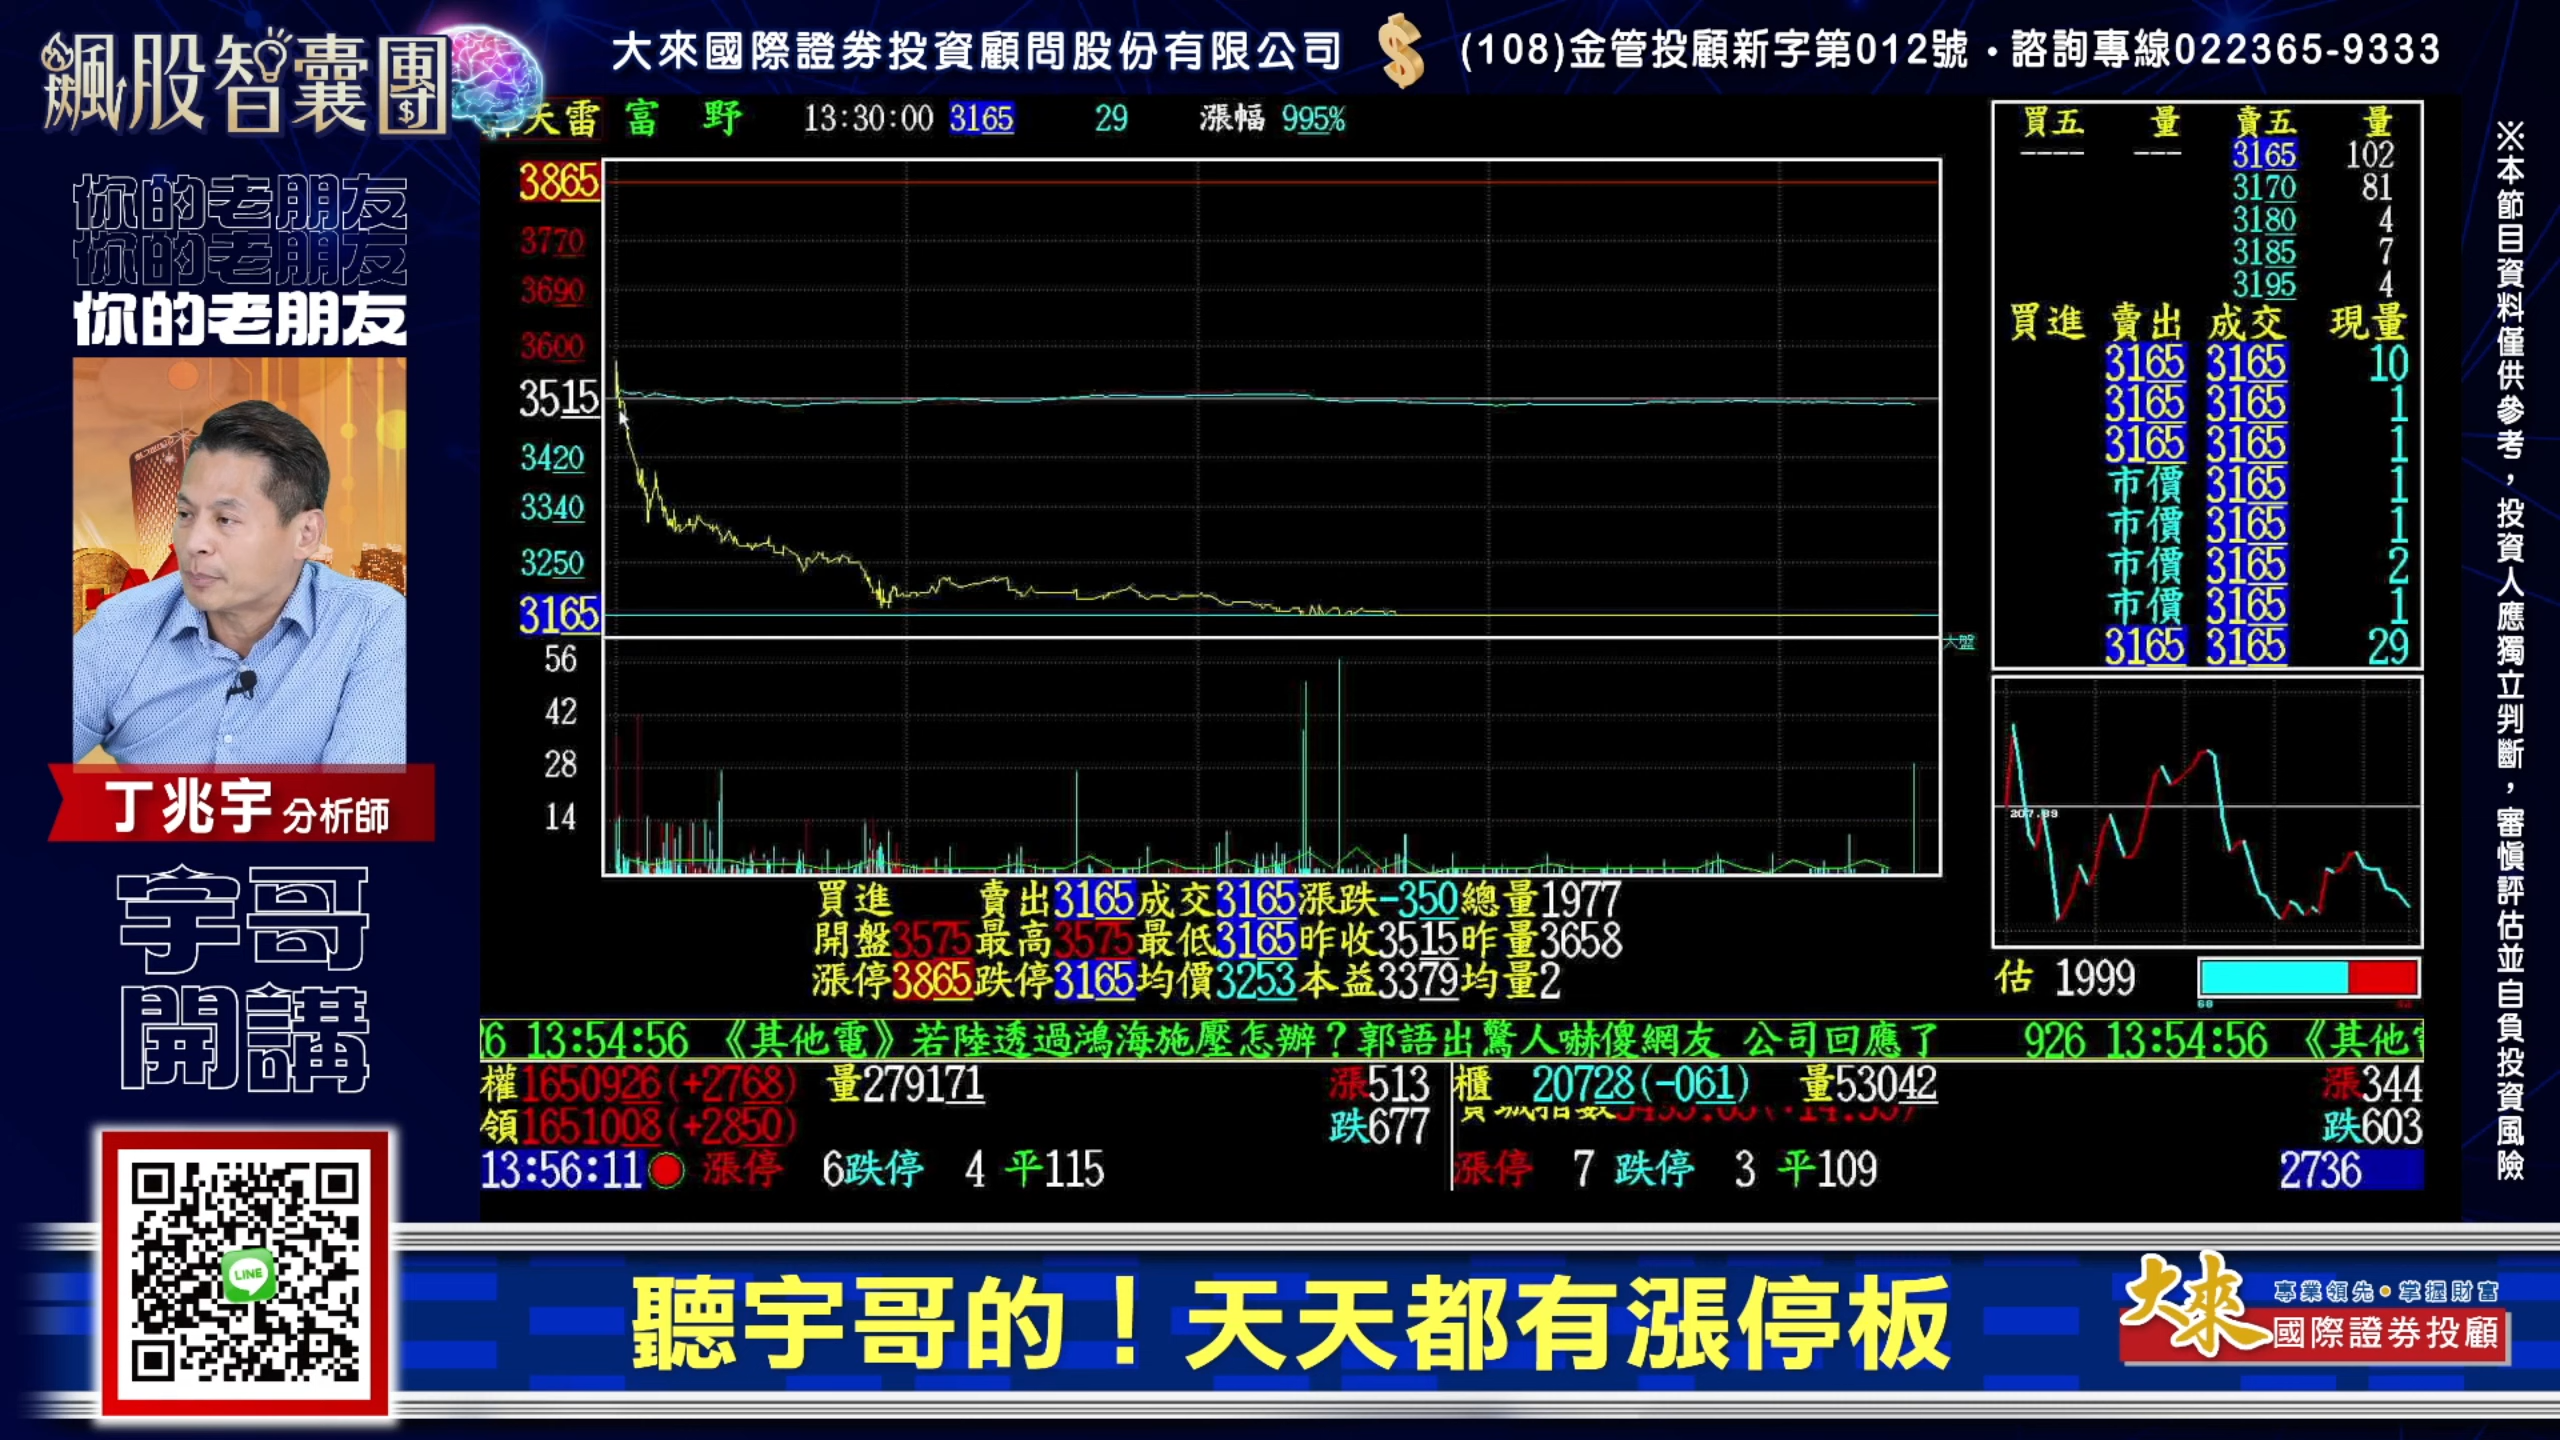 飆股智囊團
大來國際證券投資顧問股份有限公司
(108)金管投顧新字第012號・諮詢專線022365-9333
你的老朋友
你的老朋友
你的老朋友
丁兆宇 分析師
宇哥
開講
LINE
天雷 富 野 13:30:00 3165 29 漲幅 995%
3865
3770
3690
3600
3515
3420
3340
3250
3165
56
42
28
14
大盤
買五 量 賣五 量
---- --- 3165 102
3170 81
3180 4
3185 7
3195 4
買進 賣出 成交 現量
3165 3165 10
3165 3165 1
3165 3165 1
市價 3165 1
市價 3165 1
市價 3165 2
市價 3165 1
3165 3165 29
207.89
估 1999
買進 賣出3165成交3165漲跌-350總量1977
開盤3575最高3575最低3165昨收3515昨量3658
漲停3865跌停3165均價3253本益3379均量2
6 13:54:56 《其他電》若陸透過鴻海施壓怎辦？郭語出驚人嚇傻網友 公司回應了 926 13:54:56 《其他
權1650926(+2768) 量279171 漲513
領1651008(+2850) 跌677
13:56:11 漲停 6跌停 4 平115
櫃 20728(-061) 量53042 漲344
跌603
漲停 7 跌停 3 平109 2736
※本節目資料僅供參考，投資人應獨立判斷，審慎評估並自負投資風險
聽宇哥的！天天都有漲停板
大來
專業領先・掌握財富
國際證券投顧